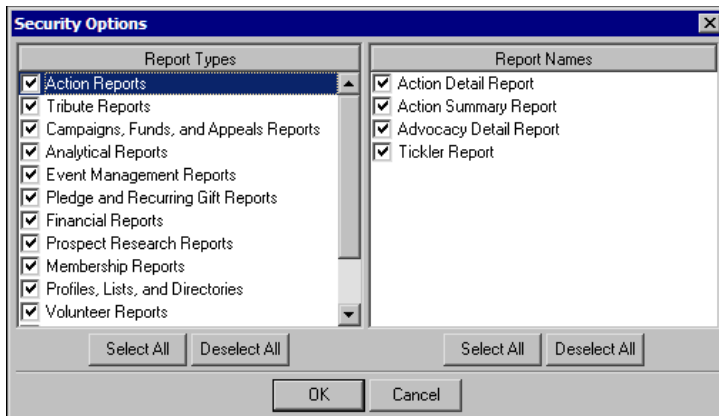 Security Options
Report Types
Action Reports
Tribute Reports
Campaigns, Funds, and Appeals Reports
Analytical Reports
Event Management Reports
Pledge and Recurring Gift Reports
Financial Reports
Prospect Research Reports
Membership Reports
Profiles, Lists, and Directories
Volunteer Reports
Select All
Deselect All
Report Names
Action Detail Report
Action Summary Report
Advocacy Detail Report
Tickler Report
Select All
Deselect All
OK
Cancel